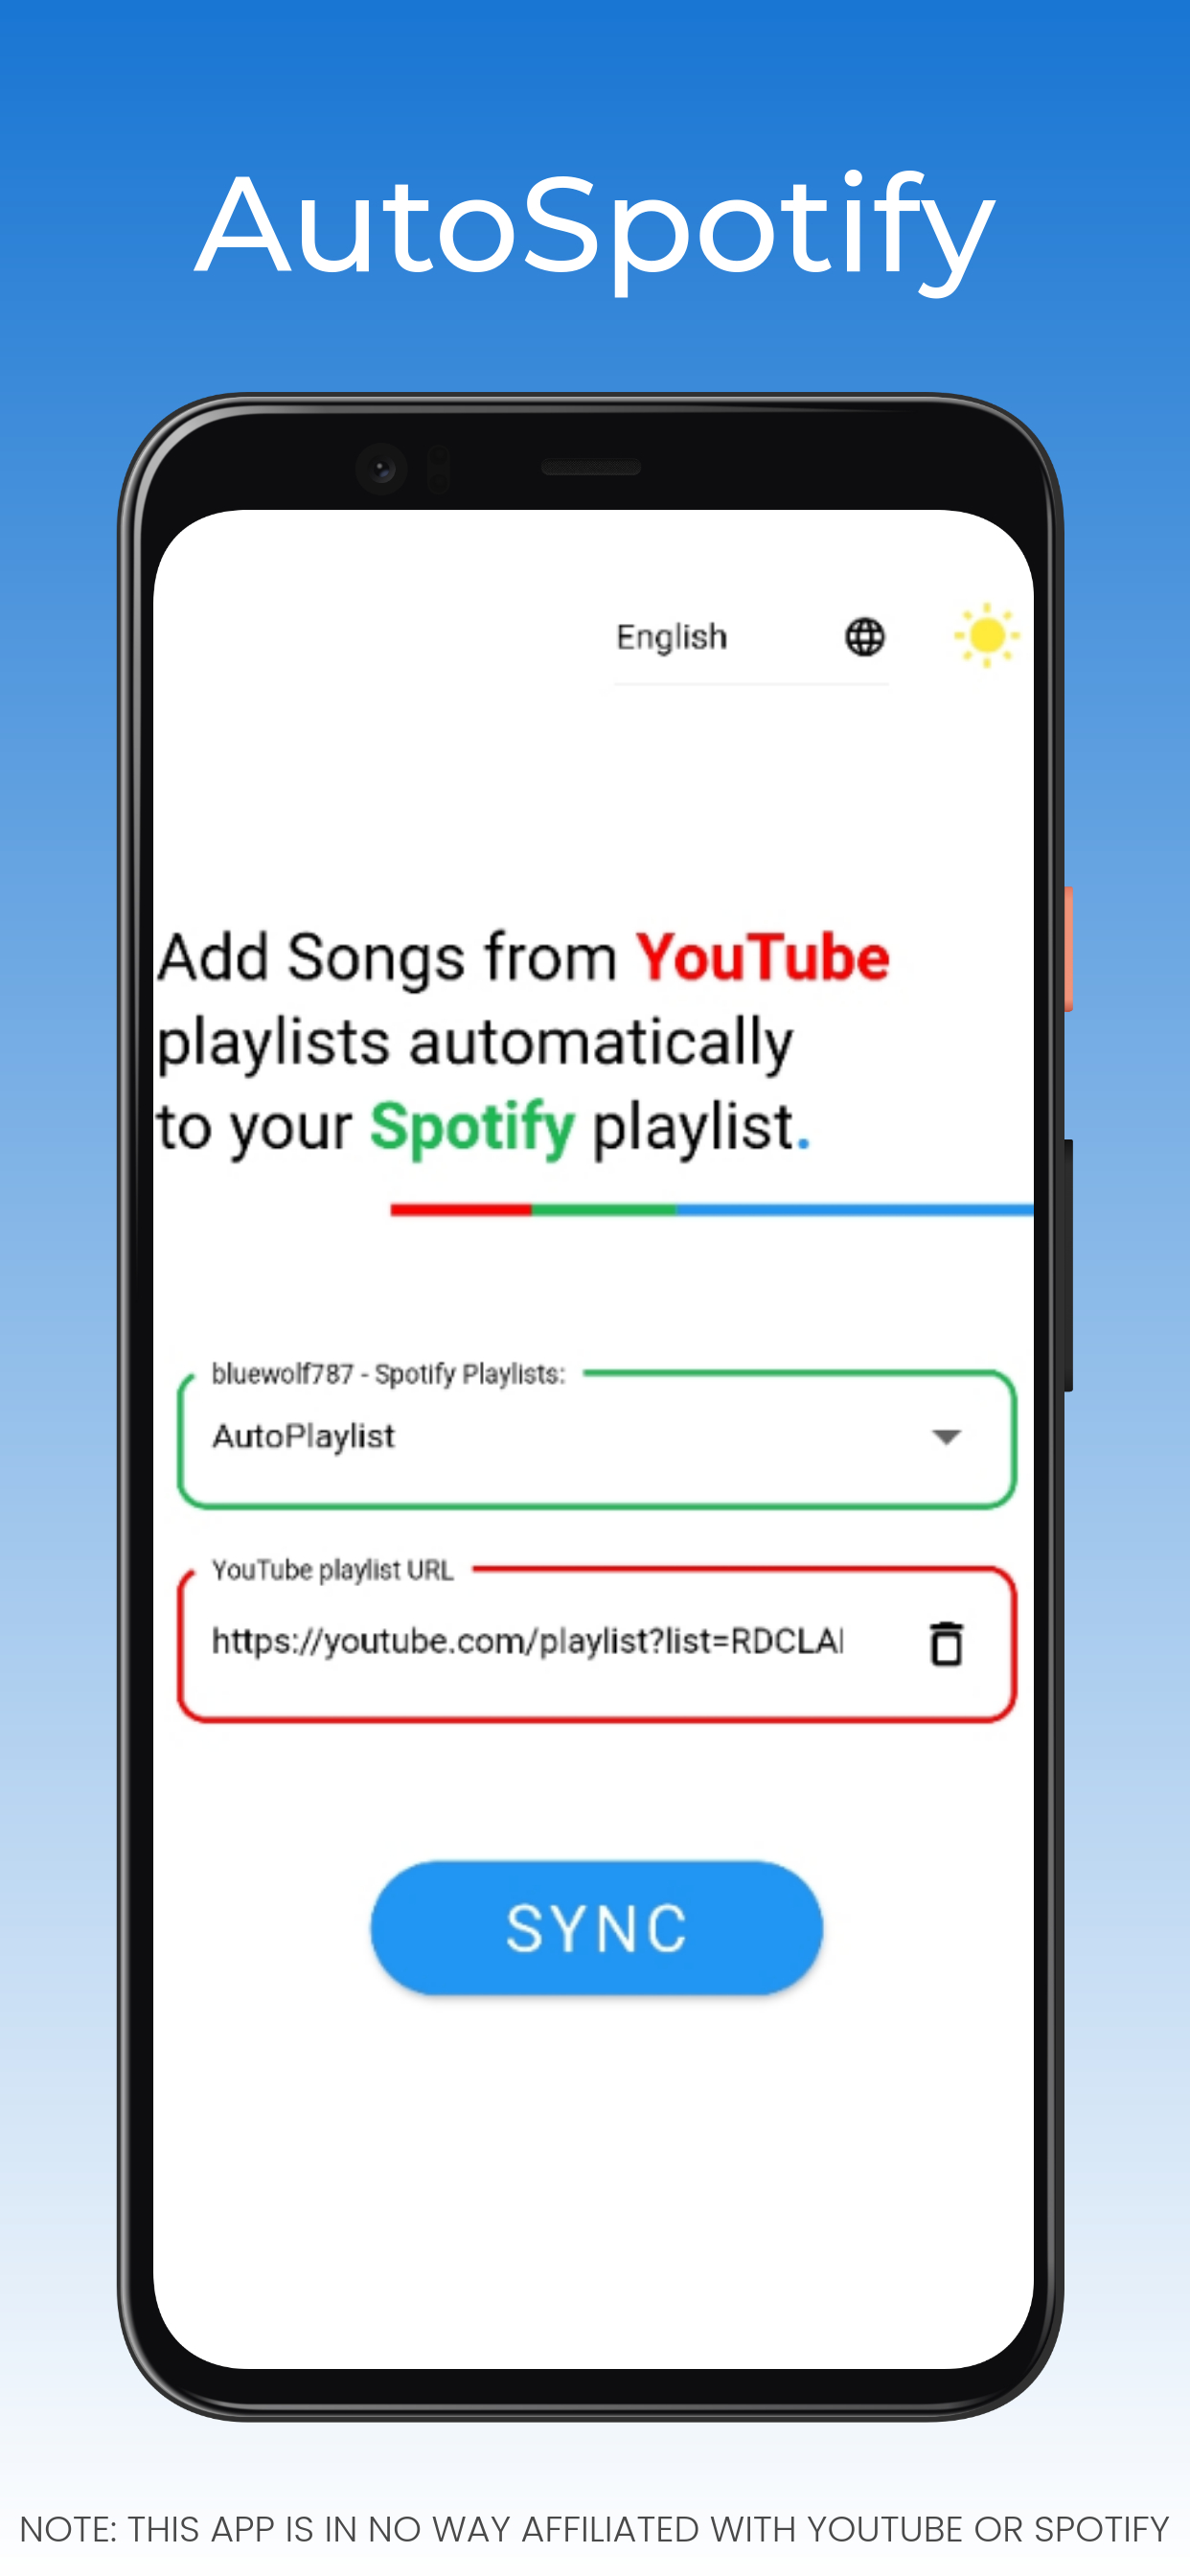 AutoSpotify
English
Add Songs from YouTube
playlists automatically
to your Spotify playlist.
bluewolf787 - Spotify Playlists:
AutoPlaylist
YouTube playlist URL
https://youtube.com/playlist?list=RDCLA
SYNC
NOTE: THIS APP IS IN NO WAY AFFILIATED WITH YOUTUBE OR SPOTIFY